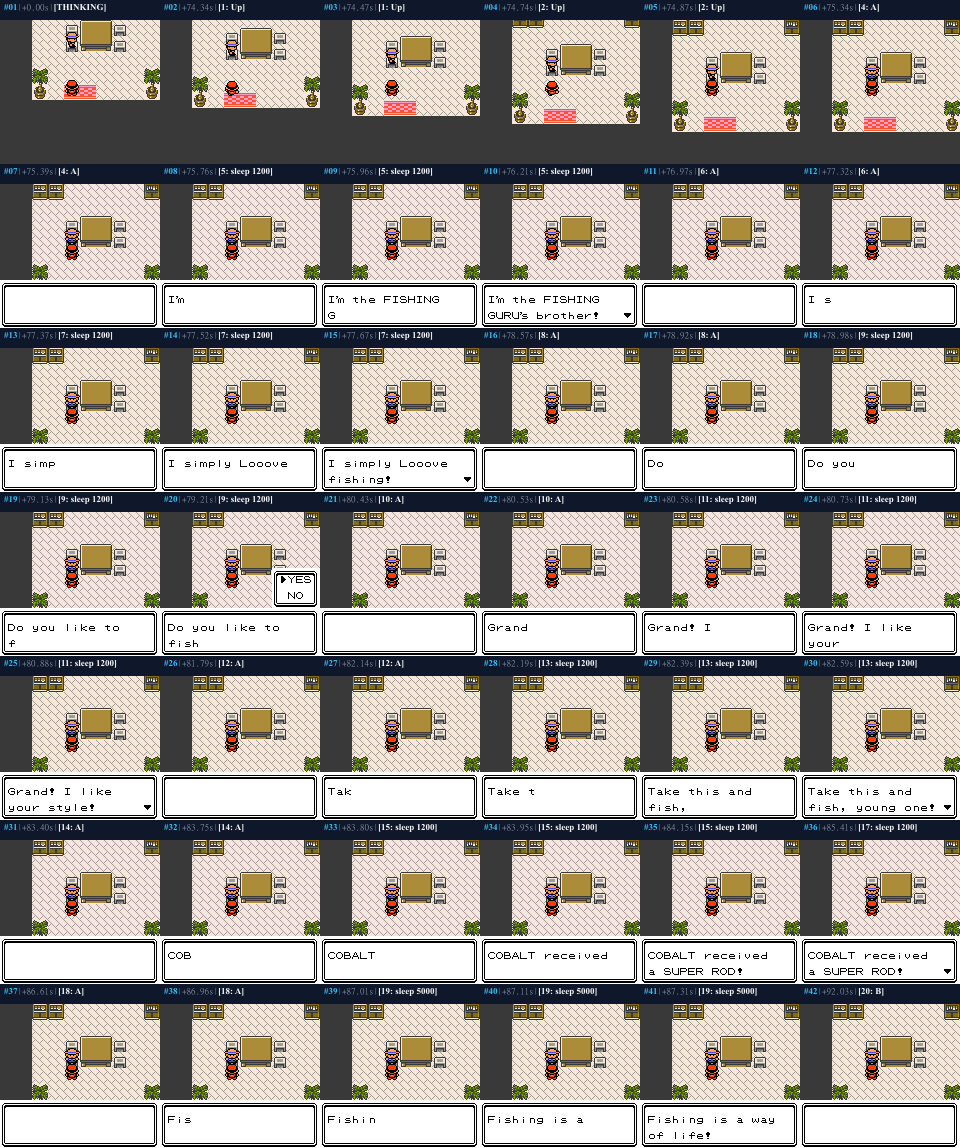 #01|+0.00s|[THINKING]
#02|+74.34s|[1: Up]
#03|+74.47s|[1: Up]
#04|+74.74s|[2: Up]
#05|+74.87s|[2: Up]
#06|+75.34s|[4: A]
#07|+75.39s|[4: A]
#08|+75.76s|[5: sleep 1200]
I'm
#09|+75.96s|[5: sleep 1200]
I'm the FISHING
G
#10|+76.21s|[5: sleep 1200]
I'm the FISHING
GURU's brother!
#11|+76.97s|[6: A]
#12|+77.32s|[6: A]
I s
#13|+77.37s|[7: sleep 1200]
I simp
#14|+77.52s|[7: sleep 1200]
I simply Looove
#15|+77.67s|[7: sleep 1200]
I simply Looove
fishing!
#16|+78.57s|[8: A]
#17|+78.92s|[8: A]
Do
#18|+78.98s|[9: sleep 1200]
Do you
#19|+79.13s|[9: sleep 1200]
Do you like to
f
#20|+79.21s|[9: sleep 1200]
YES
NO
Do you like to
fish
#21|+80.43s|[10: A]
#22|+80.53s|[10: A]
Grand
#23|+80.58s|[11: sleep 1200]
Grand! I
#24|+80.73s|[11: sleep 1200]
Grand! I like
your
#25|+80.88s|[11: sleep 1200]
Grand! I like
your style!
#26|+81.79s|[12: A]
#27|+82.14s|[12: A]
Tak
#28|+82.19s|[13: sleep 1200]
Take t
#29|+82.39s|[13: sleep 1200]
Take this and
fish,
#30|+82.59s|[13: sleep 1200]
Take this and
fish, young one!
#31|+83.40s|[14: A]
#32|+83.75s|[14: A]
COB
#33|+83.80s|[15: sleep 1200]
COBALT
#34|+83.95s|[15: sleep 1200]
COBALT received
#35|+84.15s|[15: sleep 1200]
COBALT received
a SUPER ROD!
#36|+85.41s|[17: sleep 1200]
COBALT received
a SUPER ROD!
#37|+86.61s|[18: A]
#38|+86.96s|[18: A]
Fis
#39|+87.01s|[19: sleep 5000]
Fishin
#40|+87.11s|[19: sleep 5000]
Fishing is a
#41|+87.31s|[19: sleep 5000]
Fishing is a way
of life!
#42|+92.03s|[20: B]